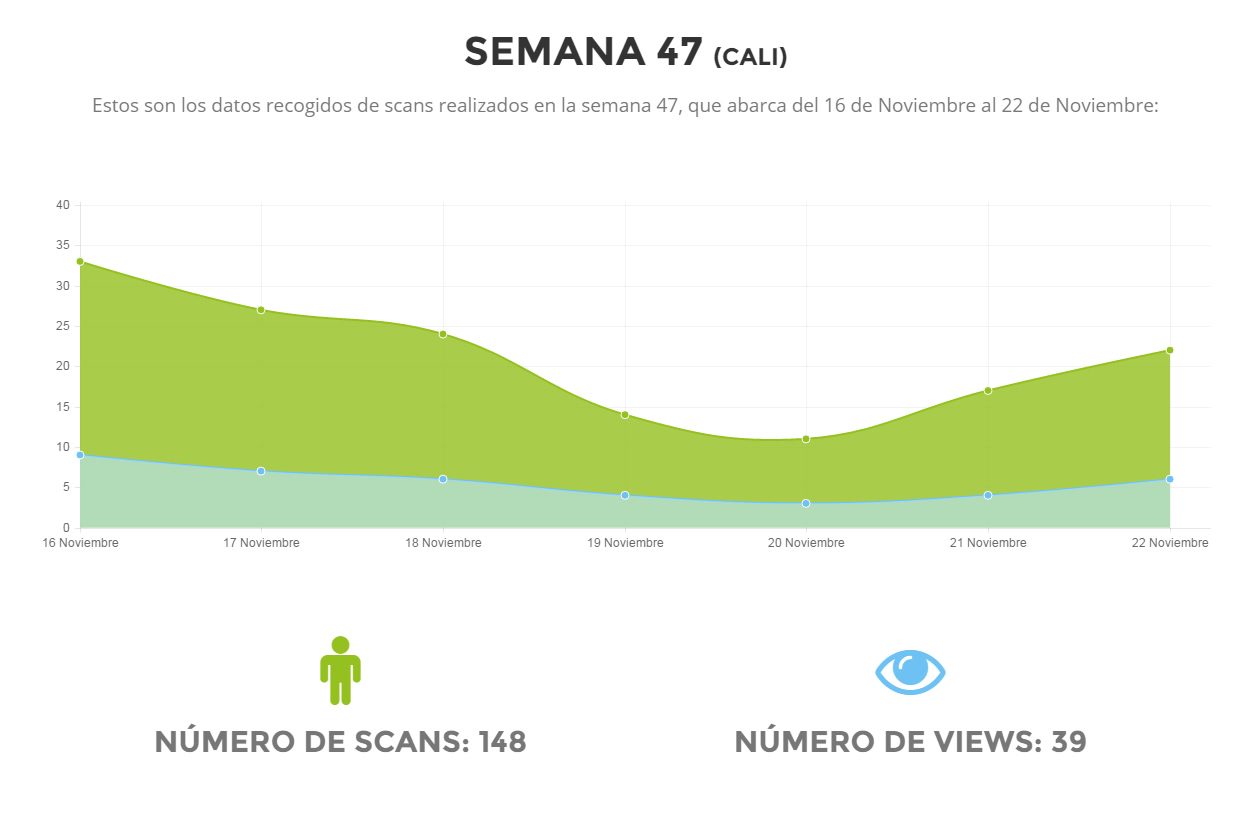 SEMANA 47 (CALI)
Estos son los datos recogidos de scans realizados en la semana 47, que abarca del 16 de Noviembre al 22 de Noviembre:
40
35
30
25
20
15
10
5
0
16 Noviembre 17 Noviembre 18 Noviembre 19 Noviembre 20 Noviembre 21 Noviembre 22 Noviembre
NÚMERO DE SCANS: 148 NÚMERO DE VIEWS: 39